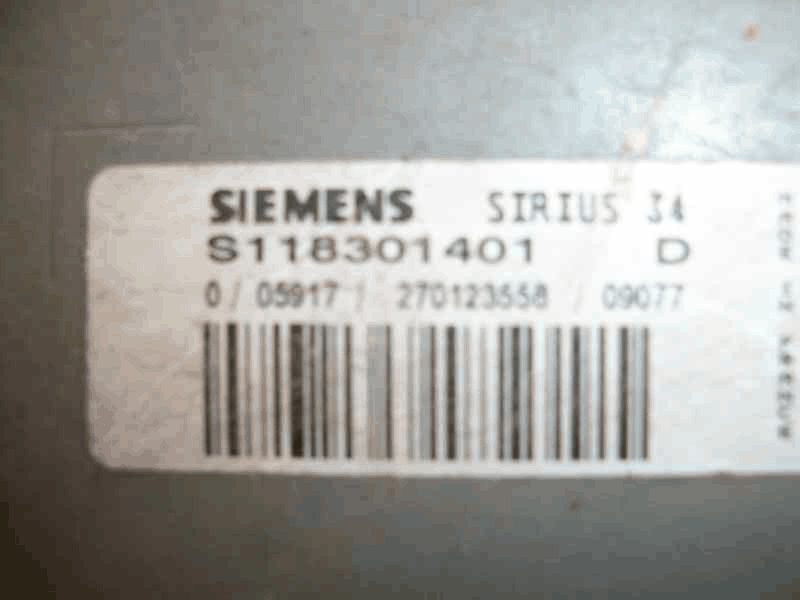 SIEMENS SIRIUS 34
S118301401 D
0 / 05917 / 270123558 / 09077